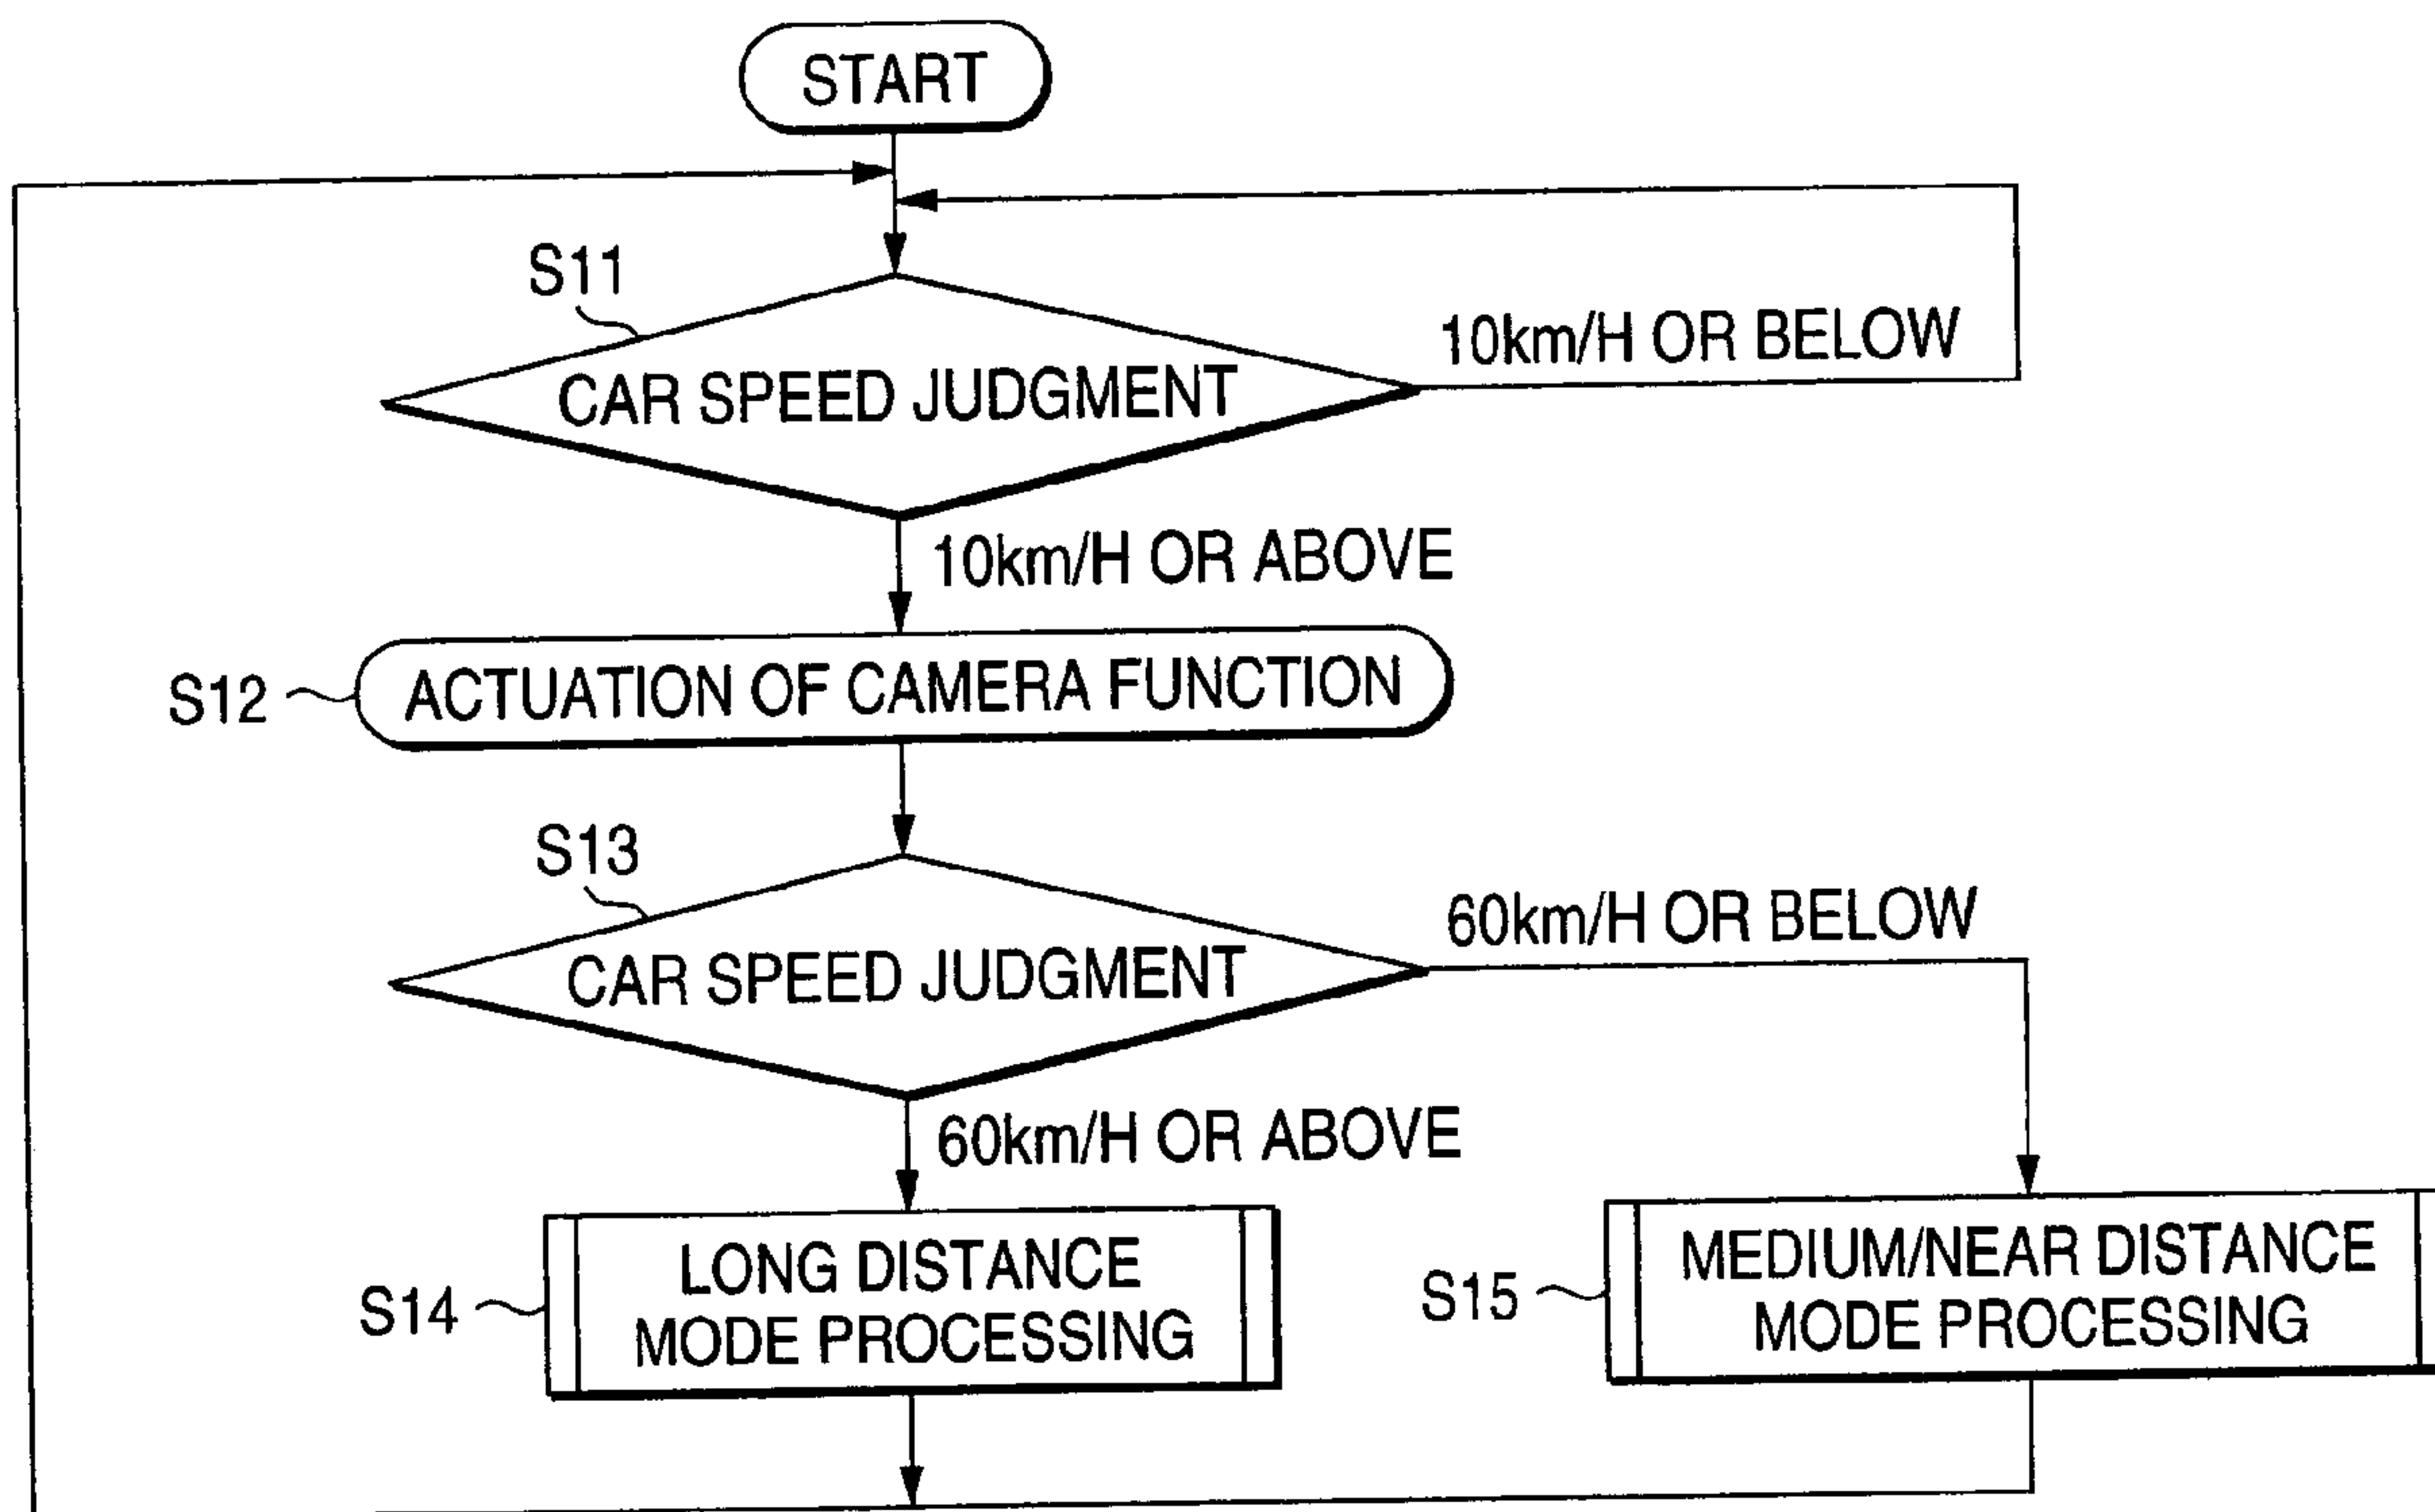 START
S11
10km/H OR BELOW
CAR SPEED JUDGMENT
10km/H OR ABOVE
S12
ACTUATION OF CAMERA FUNCTION
S13
60km/H OR BELOW
CAR SPEED JUDGMENT
60km/H OR ABOVE
S14
LONG DISTANCE
MODE PROCESSING
S15
MEDIUM/NEAR DISTANCE
MODE PROCESSING